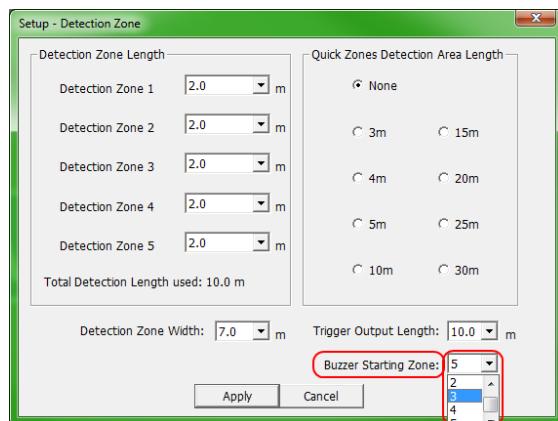 Setup - Detection Zone
Detection Zone Length
Detection Zone 1 2.0 m
Detection Zone 2 2.0 m
Detection Zone 3 2.0 m
Detection Zone 4 2.0 m
Detection Zone 5 2.0 m
Total Detection Length used: 10.0 m
Quick Zones Detection Area Length
None
3m 15m
4m 20m
5m 25m
10m 30m
Detection Zone Width: 7.0 m
Trigger Output Length: 10.0 m
Buzzer Starting Zone: 5
2
3
4
Apply Cancel